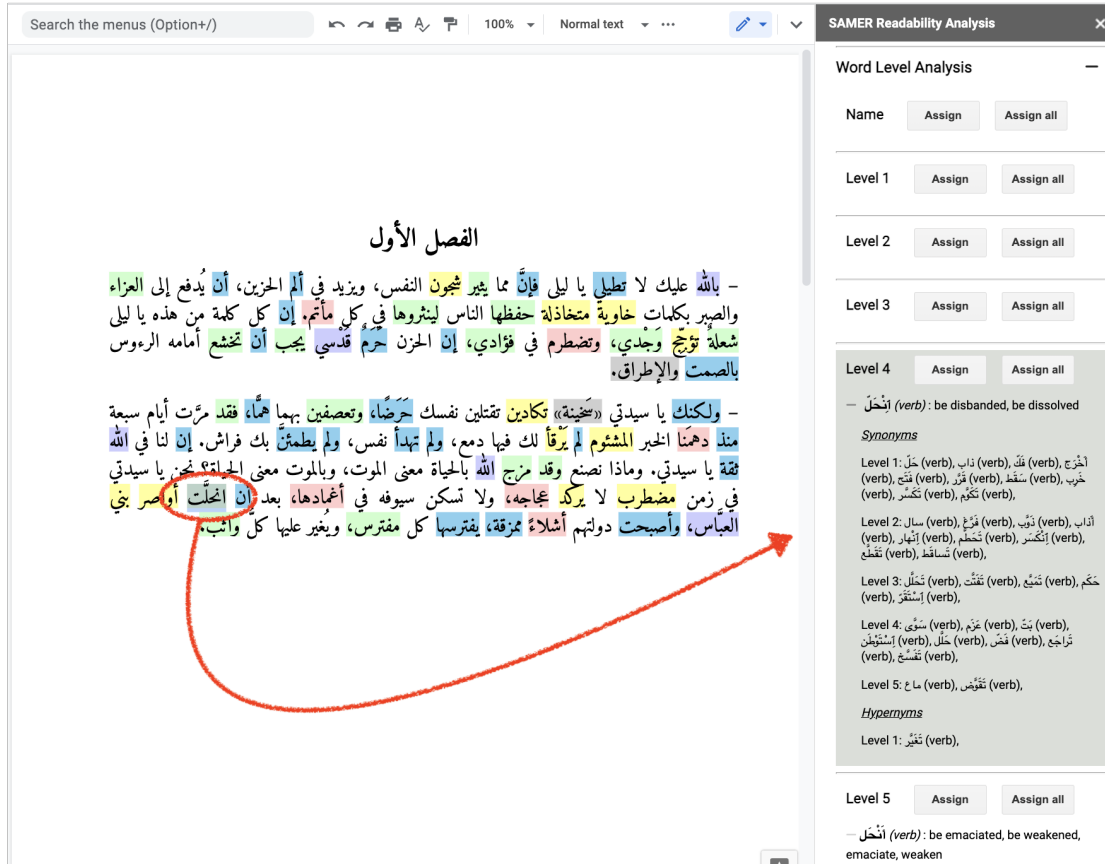 Search the menus (Option+/)
100%
Normal text
الفصل الأول
– بالله عليك لا تطيلي يا ليلى فإنَّ مما يثير شجون النفس، ويزيد في ألم الحزين، أن يُدفع إلى العزاء
والصبر بكلمات خاوية متخاذلة حفظها الناس لينثروها في كل مأتم. إن كل كلمة من هذه يا ليلى
شعلةٌ تؤجِّج وَجْدي، وتضطرم في فؤادي، إن الحزن حَرَمٌ قُدْسي يجب أن تخشع أمامه الرءوس
بالصمت والإطراق.
– ولكنك يا سيدتي «سَخينة» تكادين تقتلين نفسك حَرَضًا، وتعصفين بها همًّا، فقد مرَّت أيام سبعة
منذ دهمَنا الخبر المشئوم لم يَرْقأ لك فيها دمع، ولم تهدأ نفس، ولم يطمئنَّ بك فراش. إن لنا في الله
ثقة يا سيدتي. وماذا نصنع وقد مزج الله بالحياة معنى الموت، وبالموت معنى الحياة؟ نحن يا سيدتي
في زمن مضطرب لا يركد عجاجه، ولا تسكن سيوفه في أغمادها، بعد أن انحلَّت أواصر بني
العبَّاس، وأصبحت دولتهم أشلاءً ممزقة، يفترسها كل مفترس، ويُغير عليها كلُّ واثب.
SAMER Readability Analysis
Word Level Analysis
Name Assign Assign all
Level 1 Assign Assign all
Level 2 Assign Assign all
Level 3 Assign Assign all
Level 4 Assign Assign all
— اِنْحَلّ (verb) : be disbanded, be dissolved
Synonyms
Level 1: حَلّ (verb), ذاب (verb), فَكّ (verb), أَخْرَج
(verb), فَتَح (verb), قَرَّر (verb), سَقَط (verb), خَرِب
(verb), تَكَسَّر (verb), تَكَوَّم (verb),
Level 2: سال (verb), فَرَّغ (verb), ذَوَّب (verb), أَذاب
(verb), اِنْهار (verb), تَحَطَّم (verb), اِنْكَسَر (verb),
تَقَطَّع (verb), تَساقَط (verb),
Level 3: تَحَلَّل (verb), تَفَتَّت (verb), تَمَيَّع (verb), حَكَم
(verb), اِسْتَقَرّ (verb),
Level 4: سَوَّى (verb), عَزَم (verb), بَتّ (verb),
اِسْتَوْطَن (verb), حَلَّل (verb), فَضّ (verb), تَراجَع
(verb), تَفَسَّخ (verb),
Level 5: ماع (verb), تَقَوَّض (verb),
Hypernyms
Level 1: تَغَيَّر (verb),
Level 5 Assign Assign all
— أَنْحَل (verb) : be emaciated, be weakened,
emaciate, weaken